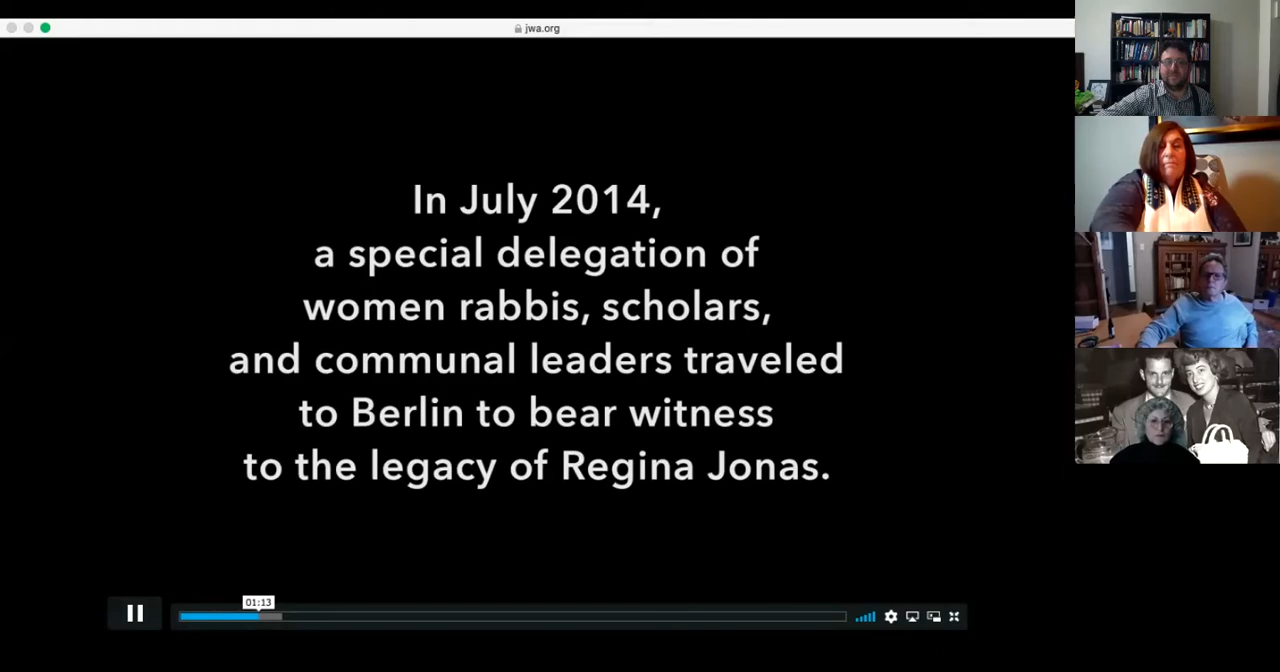 jwa.org
In July 2014,
a special delegation of
women rabbis, scholars,
and communal leaders traveled
to Berlin to bear witness
to the legacy of Regina Jonas.
01:13